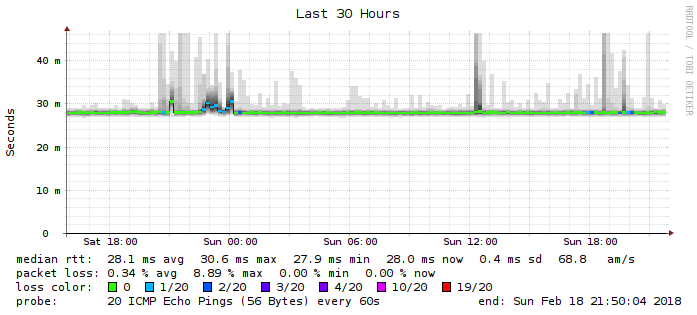 Last 30 Hours
RRDTOOL / TOBI OETIKER
Seconds
40 m
30 m
20 m
10 m
0
Sat 18:00 Sun 00:00 Sun 06:00 Sun 12:00 Sun 18:00
median rtt: 28.1 ms avg 30.6 ms max 27.9 ms min 28.0 ms now 0.4 ms sd 68.8 am/s
packet loss: 0.34 % avg 8.89 % max 0.00 % min 0.00 % now
loss color: 0 1/20 2/20 3/20 4/20 10/20 19/20
probe: 20 ICMP Echo Pings (56 Bytes) every 60s end: Sun Feb 18 21:50:04 2018